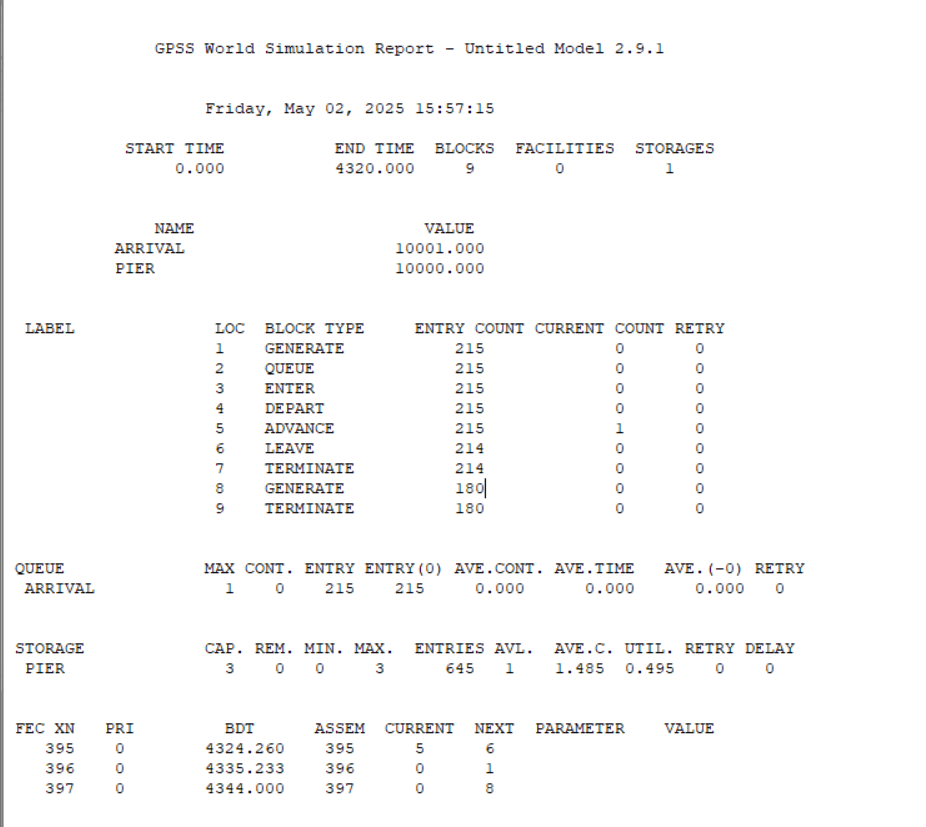 GPSS World Simulation Report - Untitled Model 2.9.1
Friday, May 02, 2025 15:57:15
START TIME END TIME BLOCKS FACILITIES STORAGES
0.000 4320.000 9 0 1
NAME VALUE
ARRIVAL 10001.000
PIER 10000.000
LABEL LOC BLOCK TYPE ENTRY COUNT CURRENT COUNT RETRY
1 GENERATE 215 0 0
2 QUEUE 215 0 0
3 ENTER 215 0 0
4 DEPART 215 0 0
5 ADVANCE 215 1 0
6 LEAVE 214 0 0
7 TERMINATE 214 0 0
8 GENERATE 180 0 0
9 TERMINATE 180 0 0
QUEUE MAX CONT. ENTRY ENTRY(0) AVE.CONT. AVE.TIME AVE.(-0) RETRY
ARRIVAL 1 0 215 215 0.000 0.000 0.000 0
STORAGE CAP. REM. MIN. MAX. ENTRIES AVL. AVE.C. UTIL. RETRY DELAY
PIER 3 0 0 3 645 1 1.485 0.495 0 0
FEC XN PRI BDT ASSEM CURRENT NEXT PARAMETER VALUE
395 0 4324.260 395 5 6
396 0 4335.233 396 0 1
397 0 4344.000 397 0 8